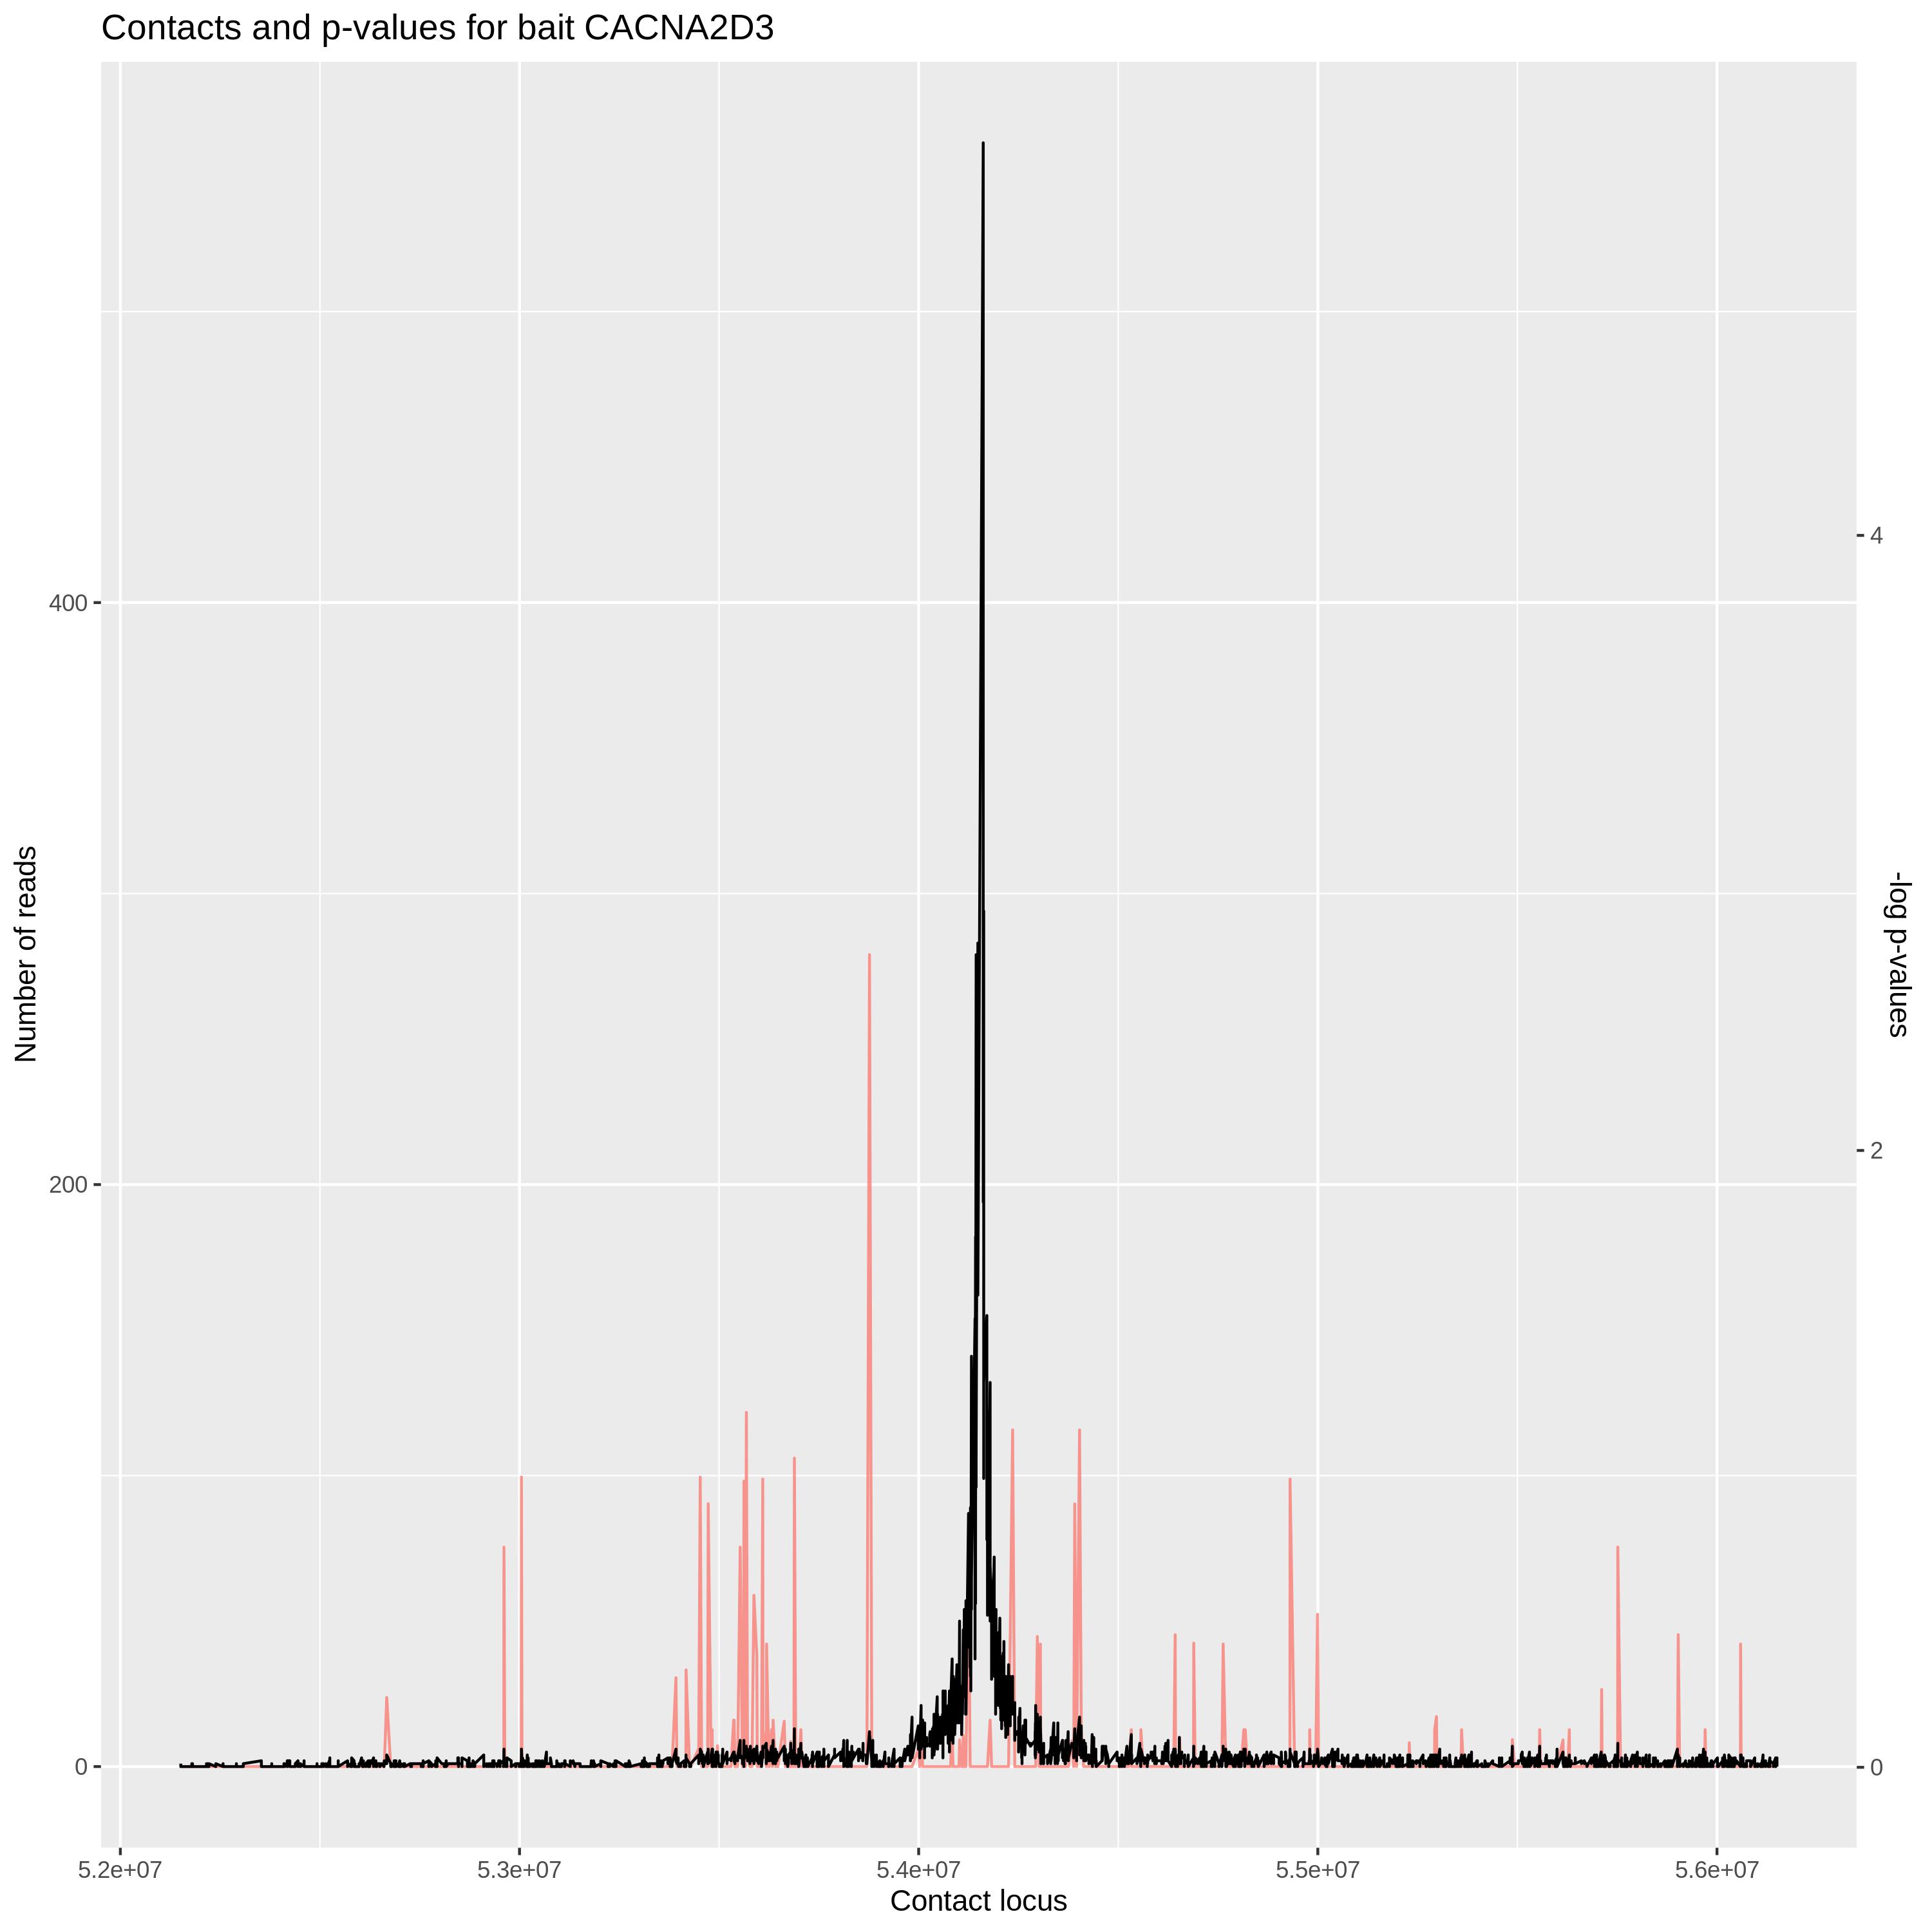 Contacts and p-values for bait CACNA2D3
Number of reads
400
200
0
4
2
0
-log p-values
5.2e+07 5.3e+07 5.4e+07 5.5e+07 5.6e+07
Contact locus